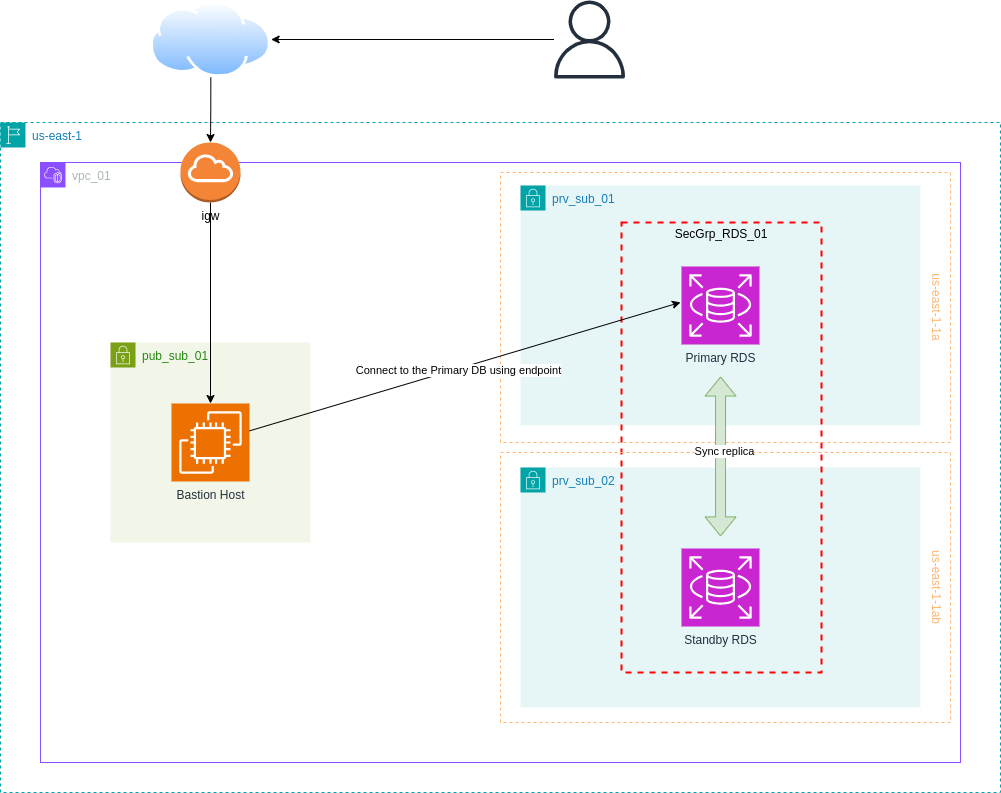 us-east-1
vpc_01
igw
prv_sub_01
SecGrp_RDS_01
us-east-1-1a
Primary RDS
pub_sub_01
Connect to the Primary DB using endpoint
Bastion Host
Sync replica
prv_sub_02
us-east-1-1ab
Standby RDS